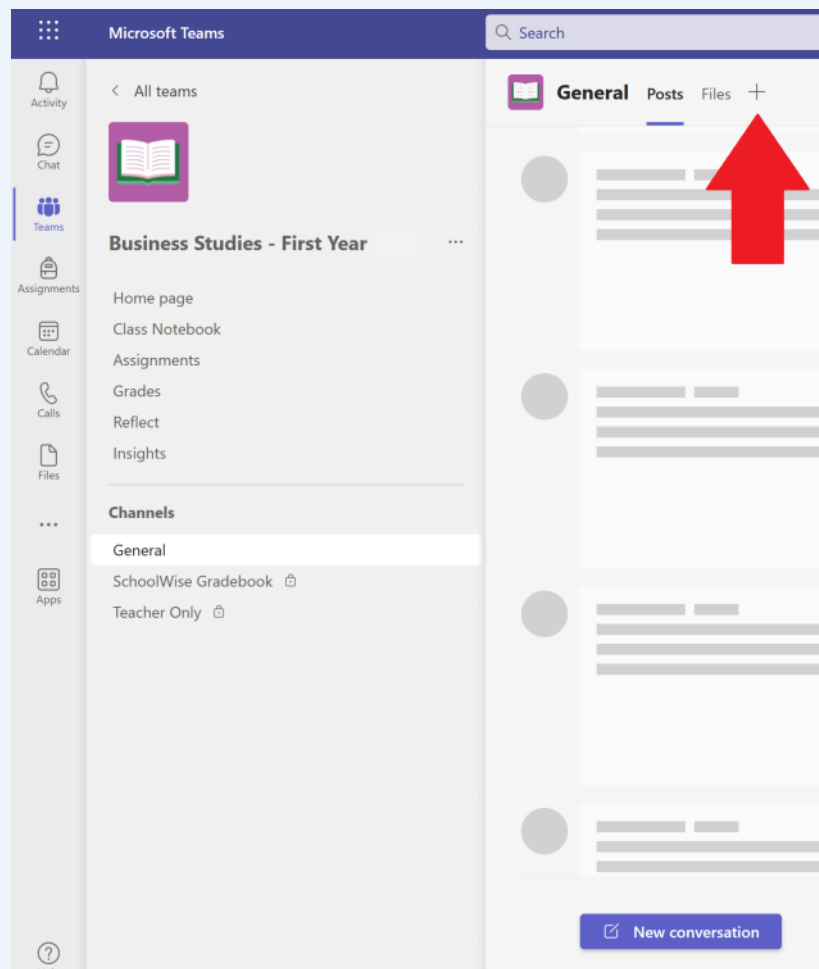 Microsoft Teams
Search
Activity
Chat
Teams
Assignments
Calendar
Calls
Files
Apps
All teams
Business Studies - First Year
Home page
Class Notebook
Assignments
Grades
Reflect
Insights
Channels
General
SchoolWise Gradebook
Teacher Only
General Posts Files
New conversation